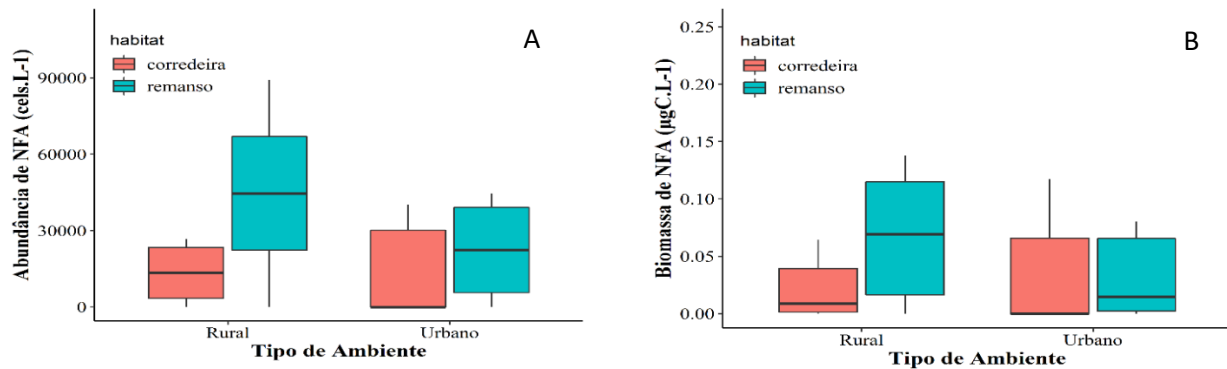 A
habitat
corredeira
remanso
Abundância de NFA (cels.L-1)
90000
60000
30000
0
Rural
Urbano
Tipo de Ambiente
B
habitat
corredeira
remanso
Biomassa de NFA (µgC.L-1)
0.25
0.20
0.15
0.10
0.05
0.00
Rural
Urbano
Tipo de Ambiente